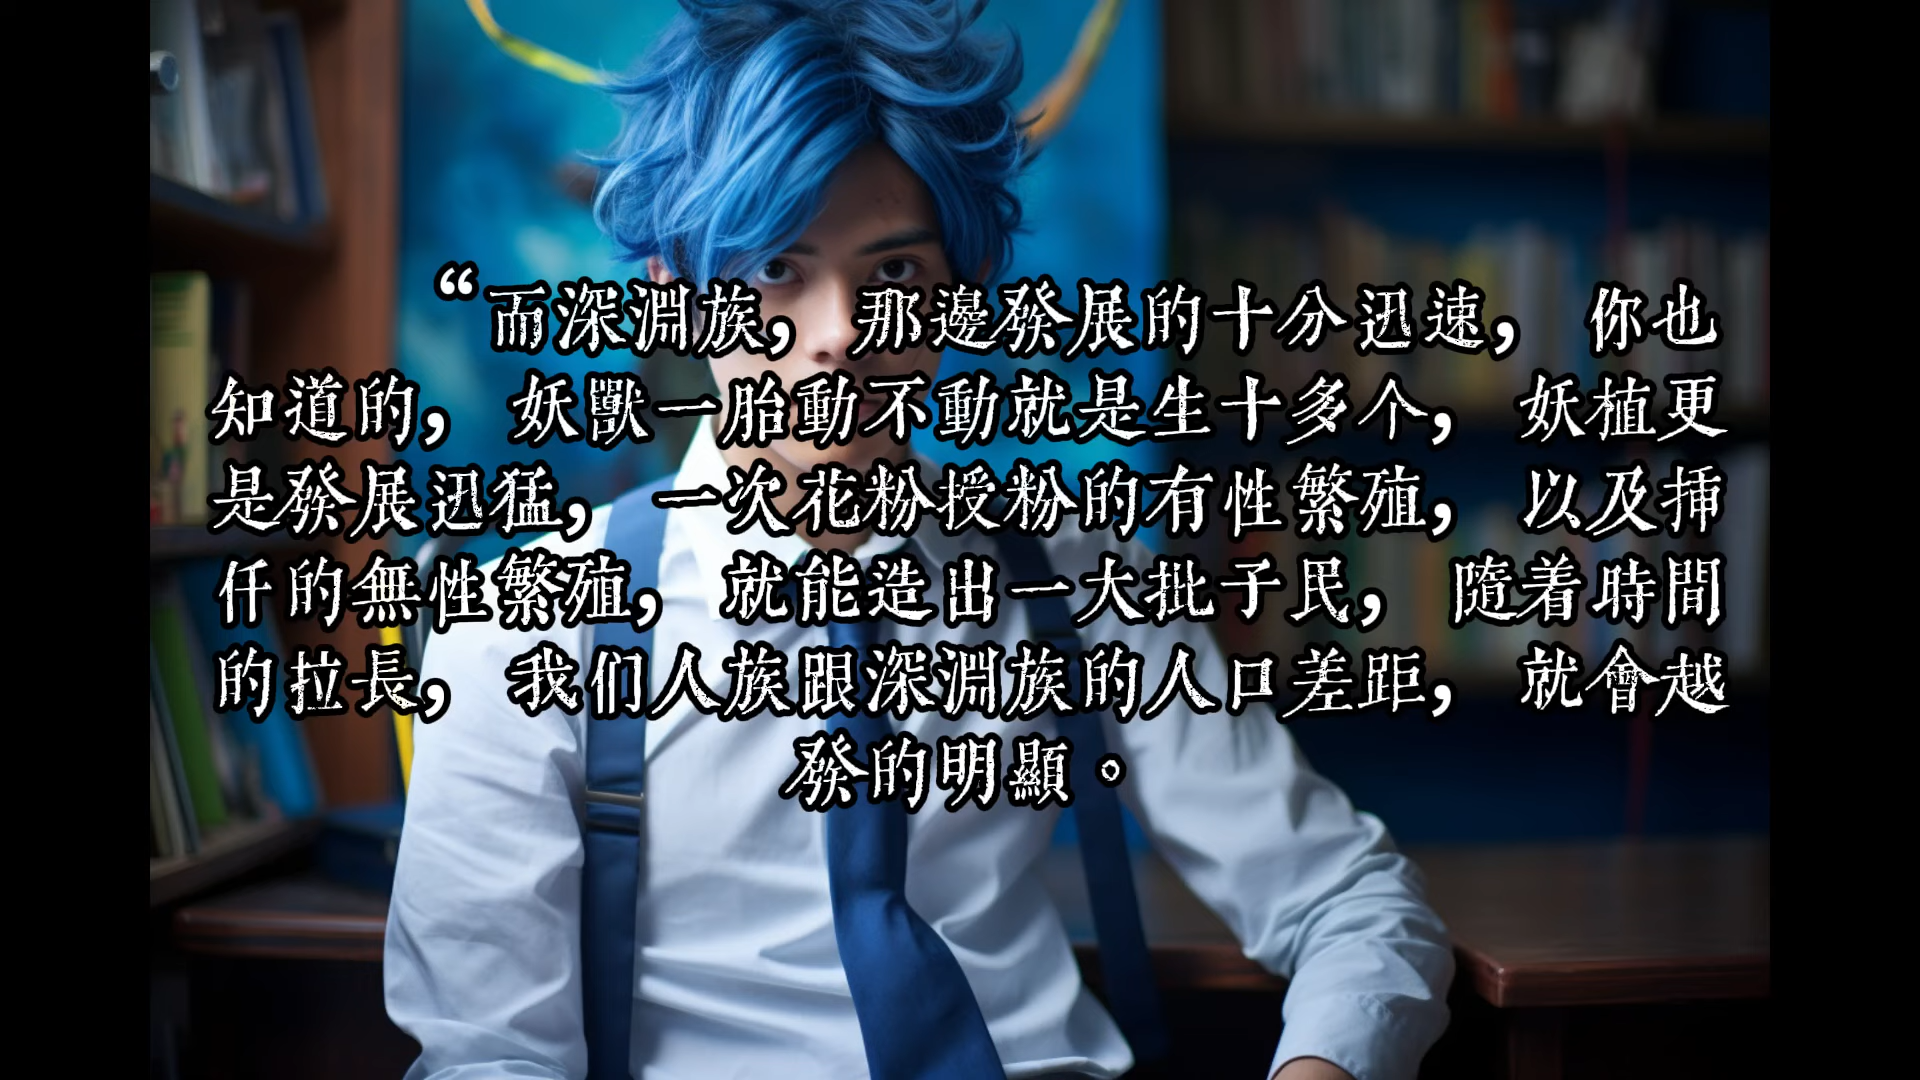 “而深淵族, 那邊發展的十分迅速, 你也
知道的, 妖獸一胎動不動就是生十多个, 妖植更
是發展迅猛, 一次花粉授粉的有性繁殖, 以及揷
仟的無性繁殖, 就能造出一大批子民, 隨着時間
的拉長, 我们人族跟深淵族的人口差距, 就會越
發的明顯。